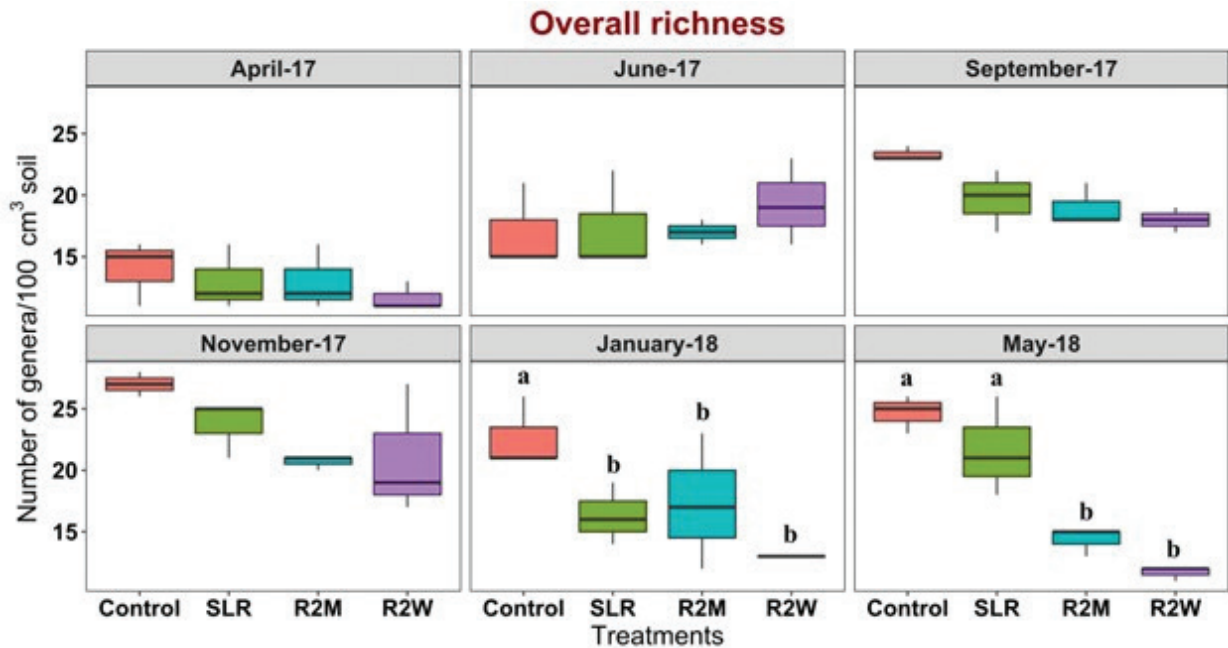 Overall richness
April-17 June-17 September-17
25
20
15
November-17 January-18 May-18
a a a
b
b b
b
b
25
20
15
Number of genera/100 cm³ soil
Control SLR R2M R2W Control SLR R2M R2W Control SLR R2M R2W
Treatments